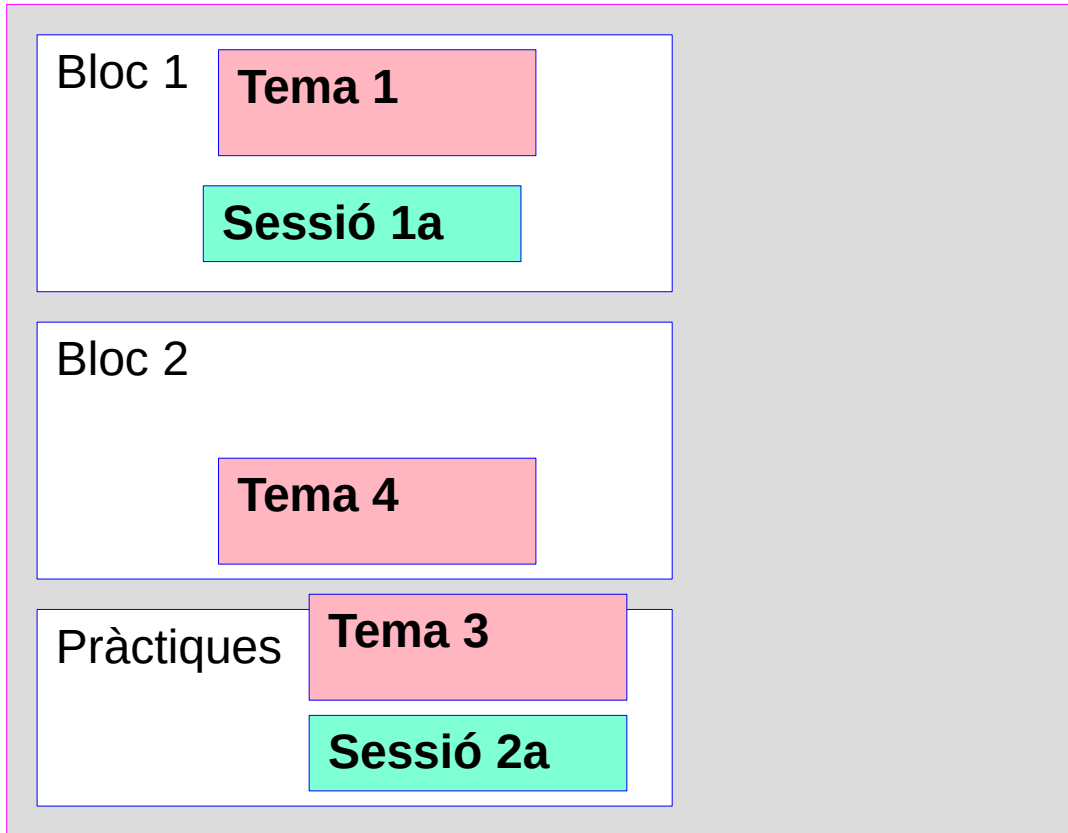 Bloc 1
Tema 1
Sessió 1a
Bloc 2
Tema 4
Pràctiques
Tema 3
Sessió 2a